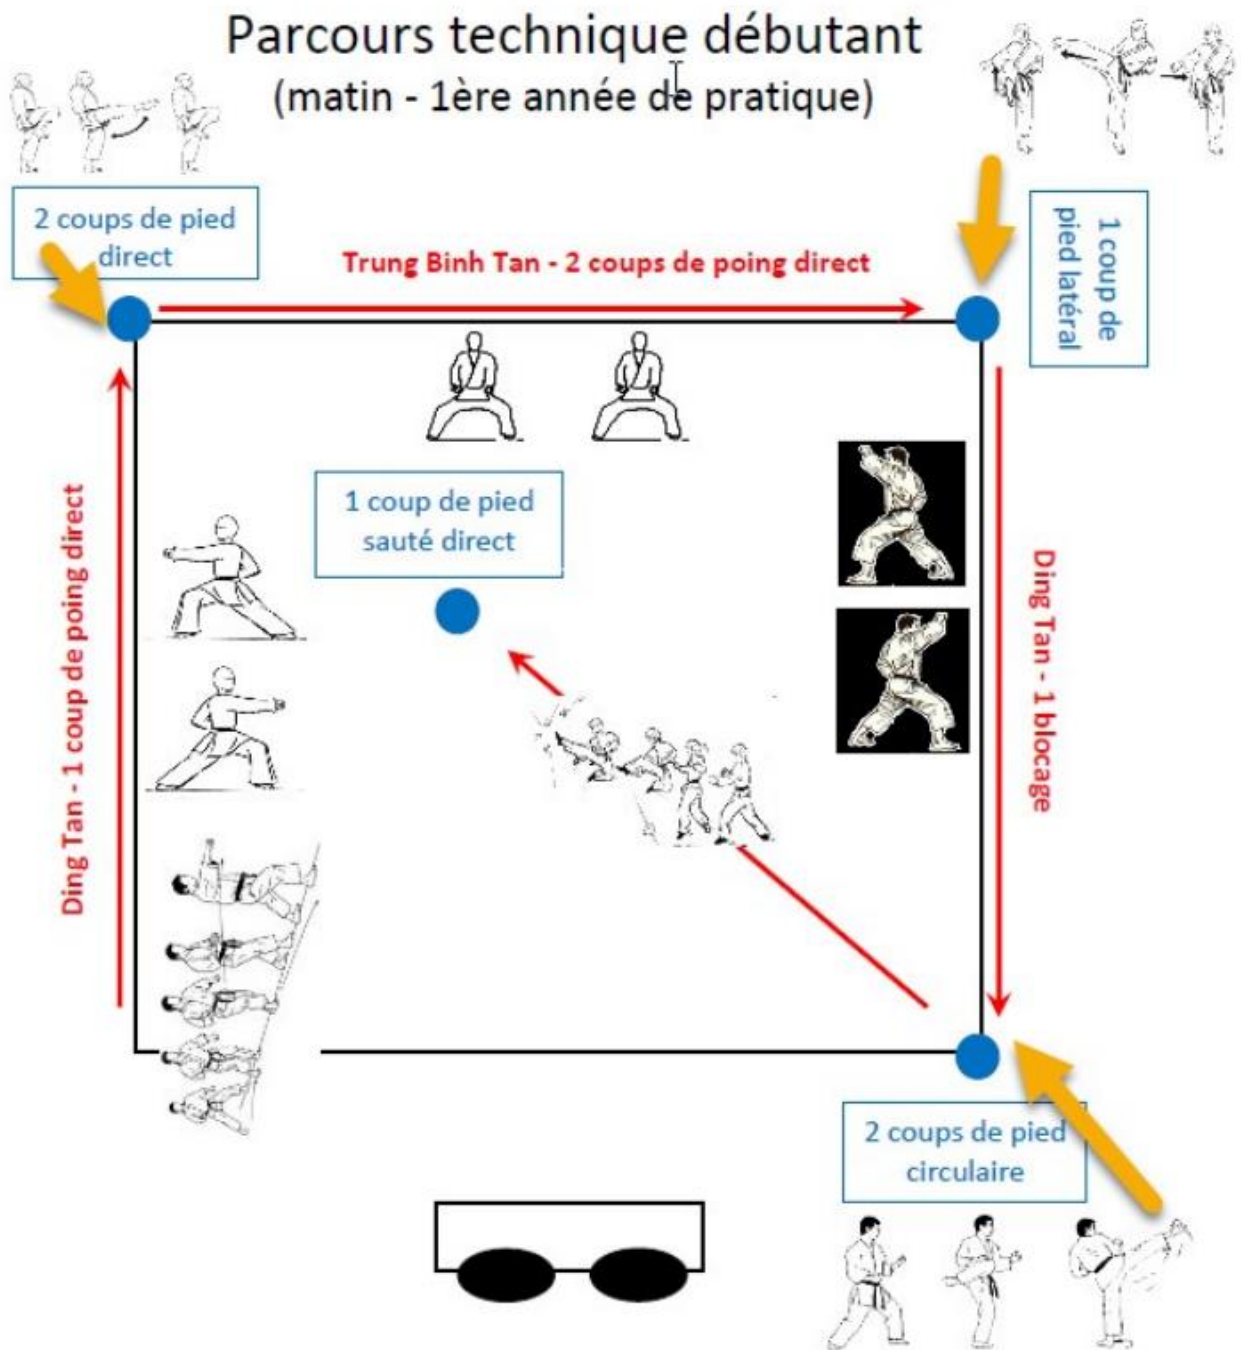 Parcours technique débutant
(matin - 1ère année de pratique)
2 coups de pied
direct
Trung Binh Tan - 2 coups de poing direct
1 coup de
pied latéral
1 coup de pied
sauté direct
Ding Tan - 1 coup de poing direct
Ding Tan - 1 blocage
2 coups de pied
circulaire